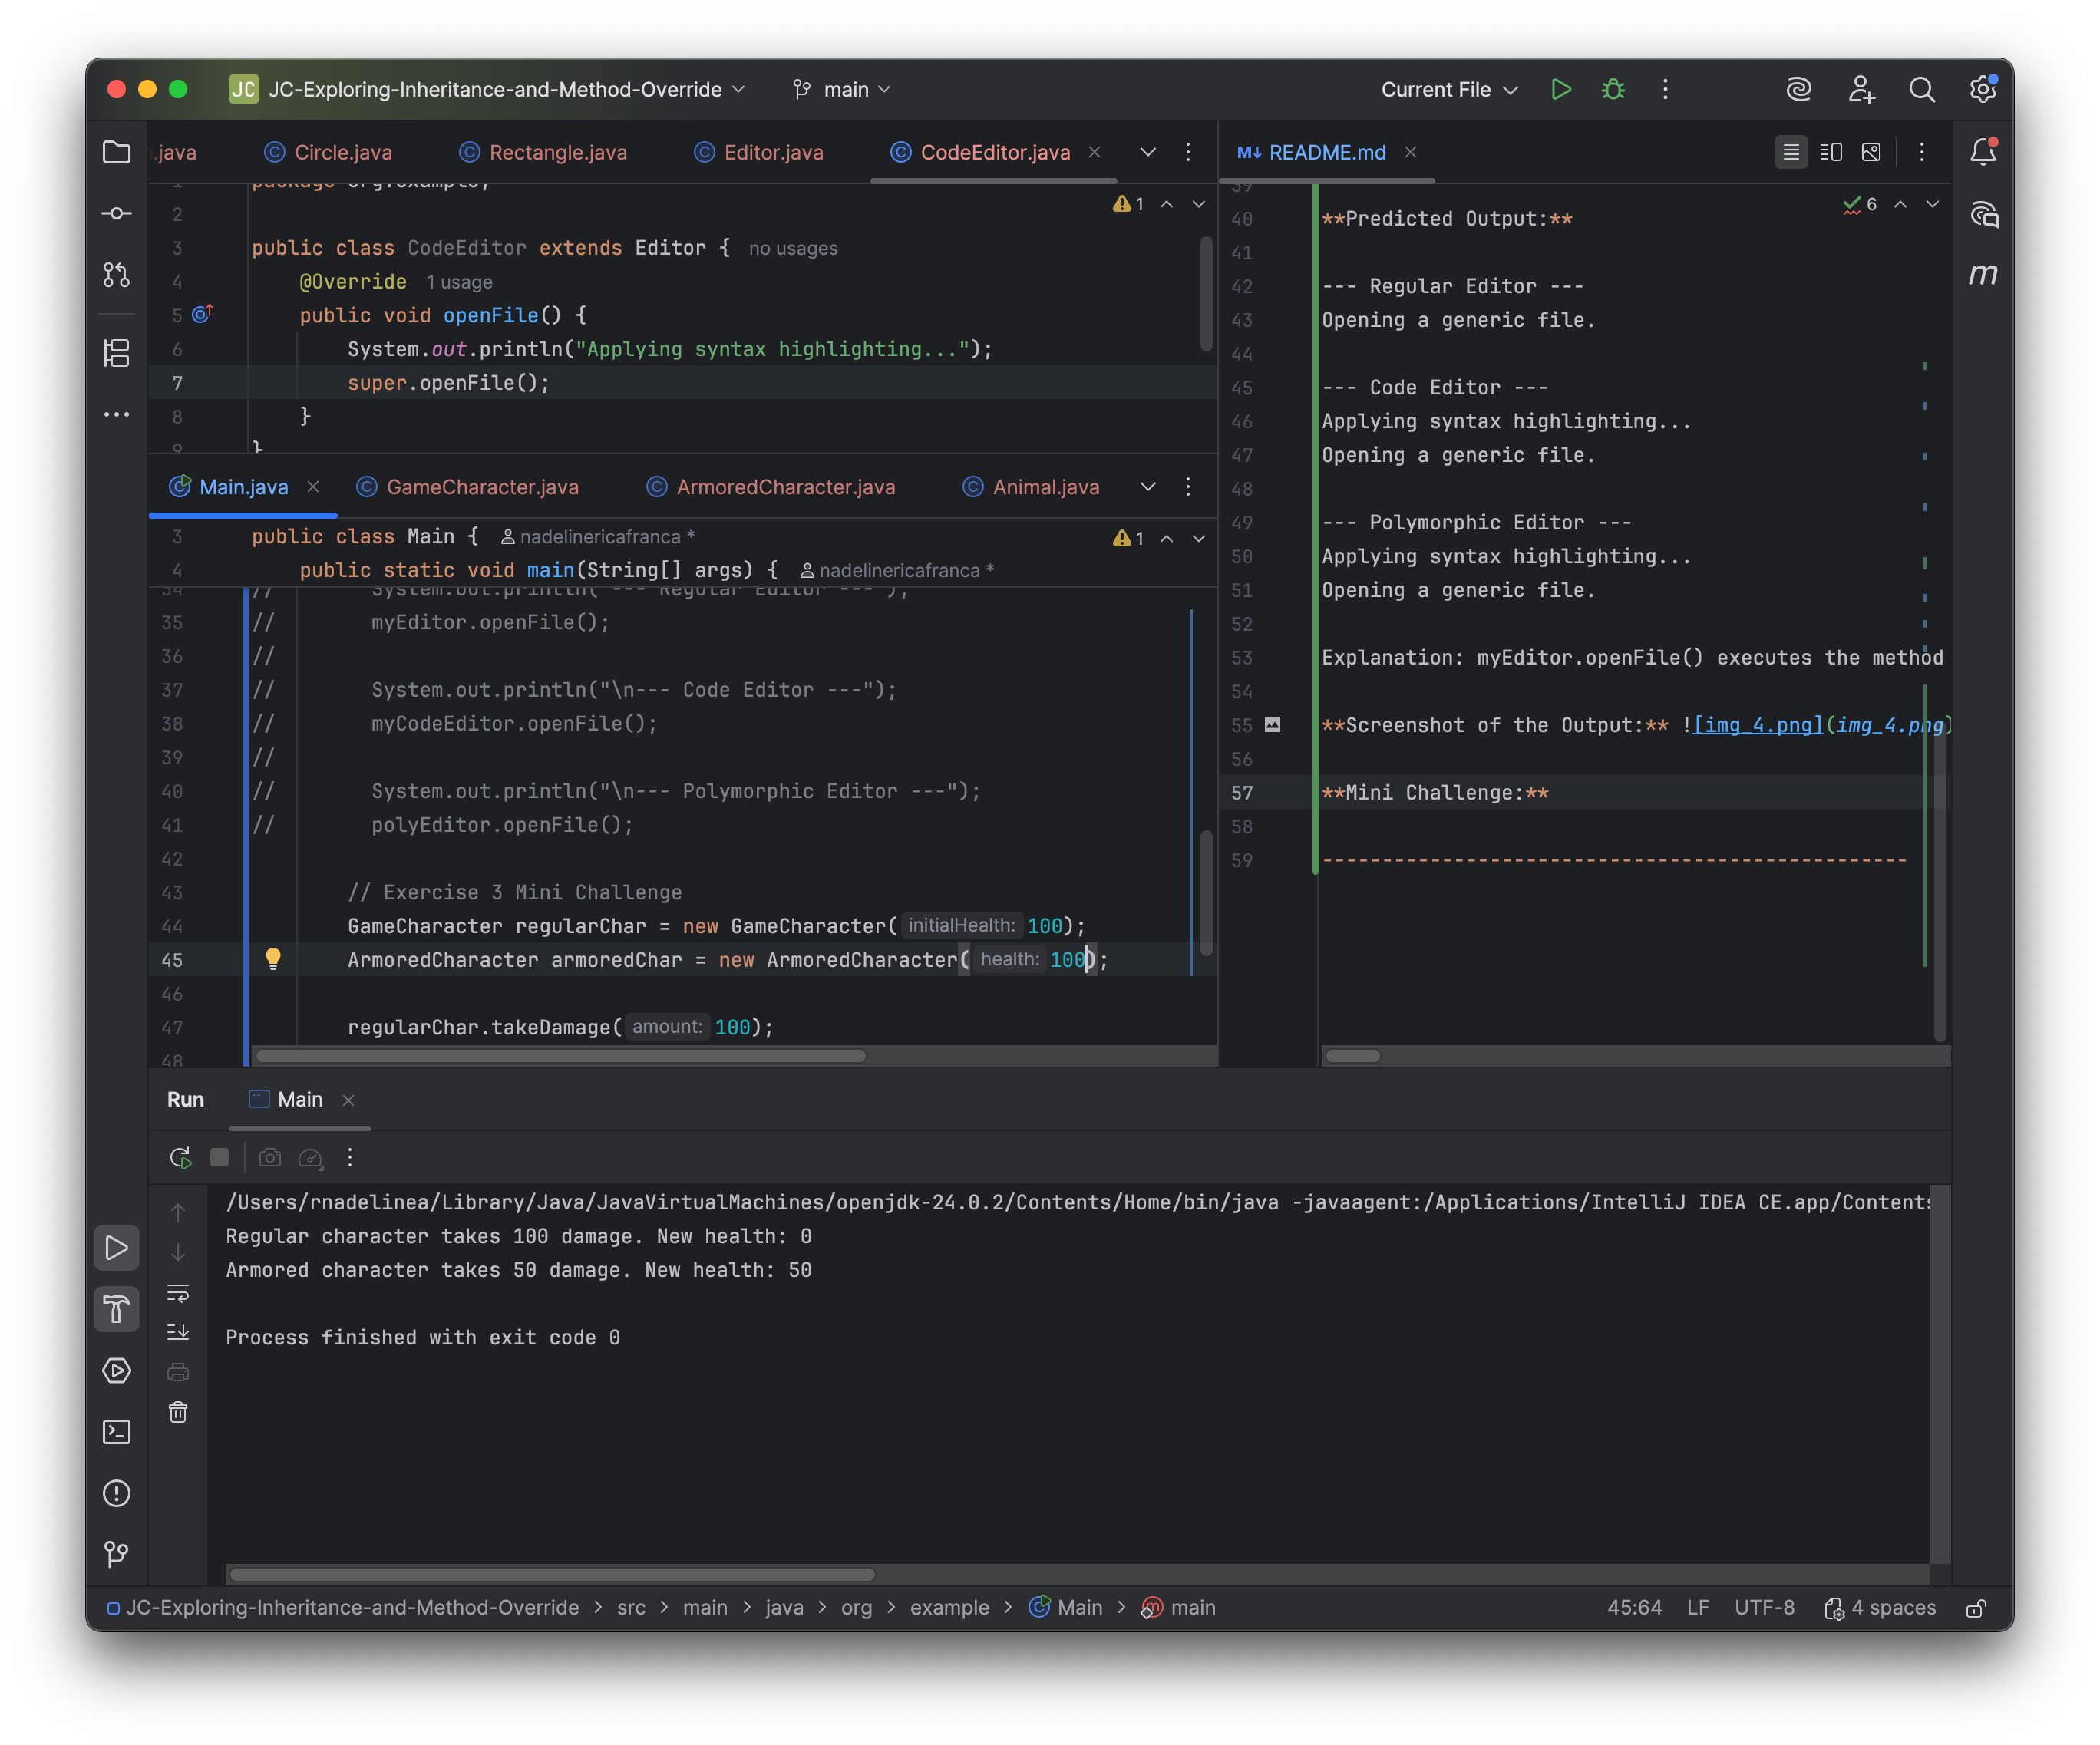 JC JC-Exploring-Inheritance-and-Method-Override main Current File
.java Circle.java Rectangle.java Editor.java CodeEditor.java
package org.example;
2
3 public class CodeEditor extends Editor { no usages
4 @Override 1 usage
5 public void openFile() {
6 System.out.println("Applying syntax highlighting...");
7 super.openFile();
8 }
9 }
1
Main.java GameCharacter.java ArmoredCharacter.java Animal.java
3 public class Main { nadelinericafranca *
4 public static void main(String[] args) { nadelinericafranca *
1
34 // System.out.println("--- Regular Editor ---");
35 // myEditor.openFile();
36 //
37 // System.out.println("\n--- Code Editor ---");
38 // myCodeEditor.openFile();
39 //
40 // System.out.println("\n--- Polymorphic Editor ---");
41 // polyEditor.openFile();
42
43 // Exercise 3 Mini Challenge
44 GameCharacter regularChar = new GameCharacter( initialHealth: 100);
45 ArmoredCharacter armoredChar = new ArmoredCharacter( health: 100);
46
47 regularChar.takeDamage( amount: 100);
48
M↓ README.md
39
40 **Predicted Output:**
6
41
42 --- Regular Editor ---
43 Opening a generic file.
44
45 --- Code Editor ---
46 Applying syntax highlighting...
47 Opening a generic file.
48
49 --- Polymorphic Editor ---
50 Applying syntax highlighting...
51 Opening a generic file.
52
53 Explanation: myEditor.openFile() executes the method
54
55 **Screenshot of the Output:** ![img_4.png](img_4.png)
56
57 **Mini Challenge:**
58
59 -------------------------------------------------
m
Run Main
/Users/rnadelinea/Library/Java/JavaVirtualMachines/openjdk-24.0.2/Contents/Home/bin/java -javaagent:/Applications/IntelliJ IDEA CE.app/Contents
Regular character takes 100 damage. New health: 0
Armored character takes 50 damage. New health: 50
Process finished with exit code 0
JC-Exploring-Inheritance-and-Method-Override > src > main > java > org > example > Main > main 45:64 LF UTF-8 4 spaces